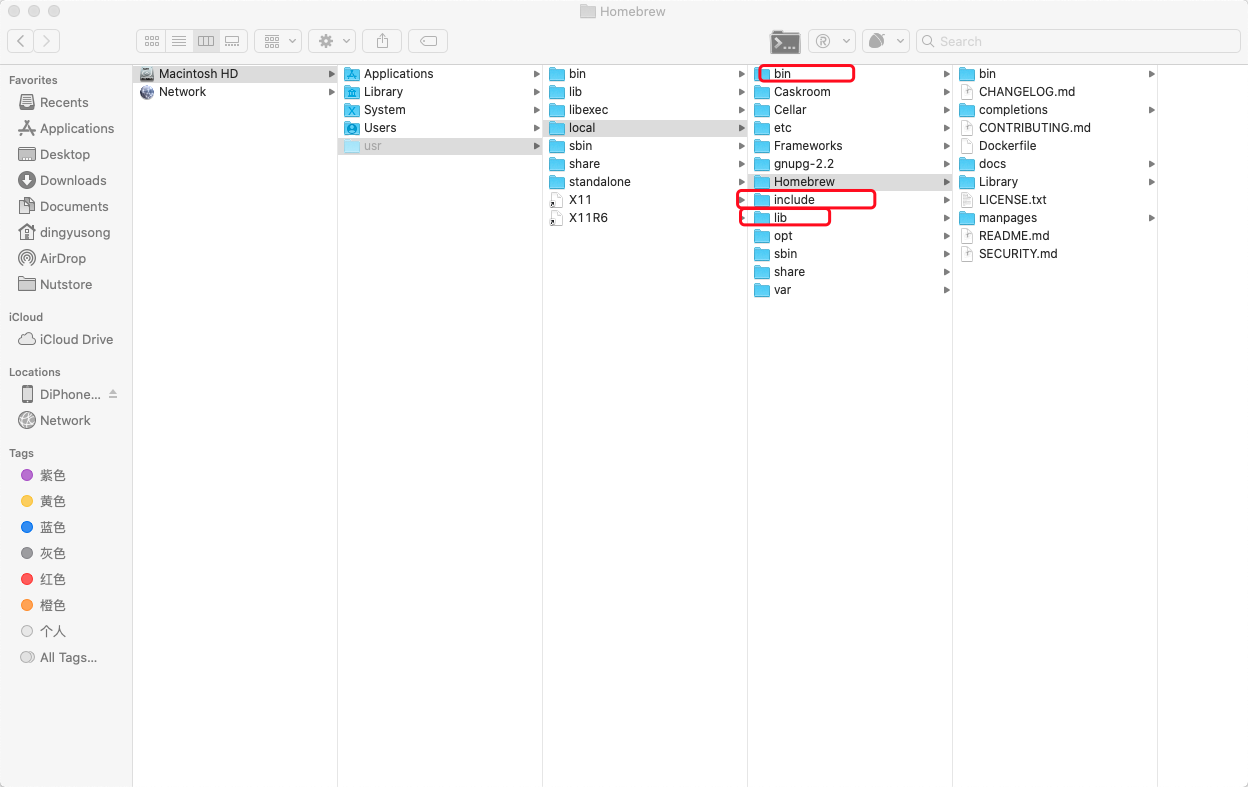 Homebrew
Search
Favorites
Recents
Applications
Desktop
Downloads
Documents
dingyusong
AirDrop
Nutstore
iCloud
iCloud Drive
Locations
DiPhone...
Network
Tags
紫色
黄色
蓝色
灰色
红色
橙色
个人
All Tags...
Macintosh HD
Network
Applications
Library
System
Users
usr
bin
lib
libexec
local
sbin
share
standalone
X11
X11R6
bin
Caskroom
Cellar
etc
Frameworks
gnupg-2.2
Homebrew
include
lib
opt
sbin
share
var
bin
CHANGELOG.md
completions
CONTRIBUTING.md
Dockerfile
docs
Library
LICENSE.txt
manpages
README.md
SECURITY.md